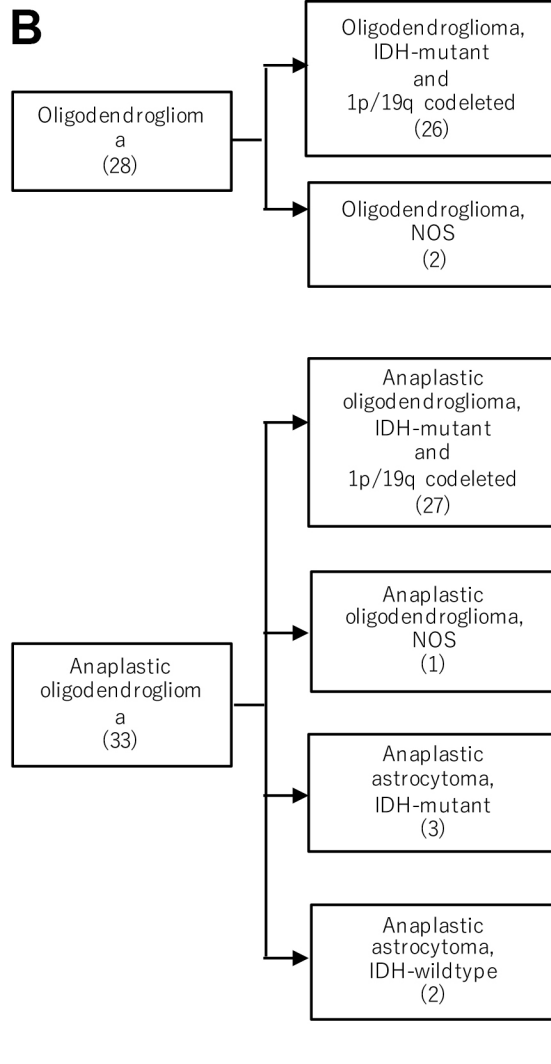 B
Oligodendrogliom
a
(28)
Oligodendroglioma,
IDH-mutant
and
1p/19q codeleted
(26)
Oligodendroglioma,
NOS
(2)
Anaplastic
oligodendrogliom
a
(33)
Anaplastic
oligodendroglioma,
IDH-mutant
and
1p/19q codeleted
(27)
Anaplastic
oligodendroglioma,
NOS
(1)
Anaplastic
astrocytoma,
IDH-mutant
(3)
Anaplastic
astrocytoma,
IDH-wildtype
(2)